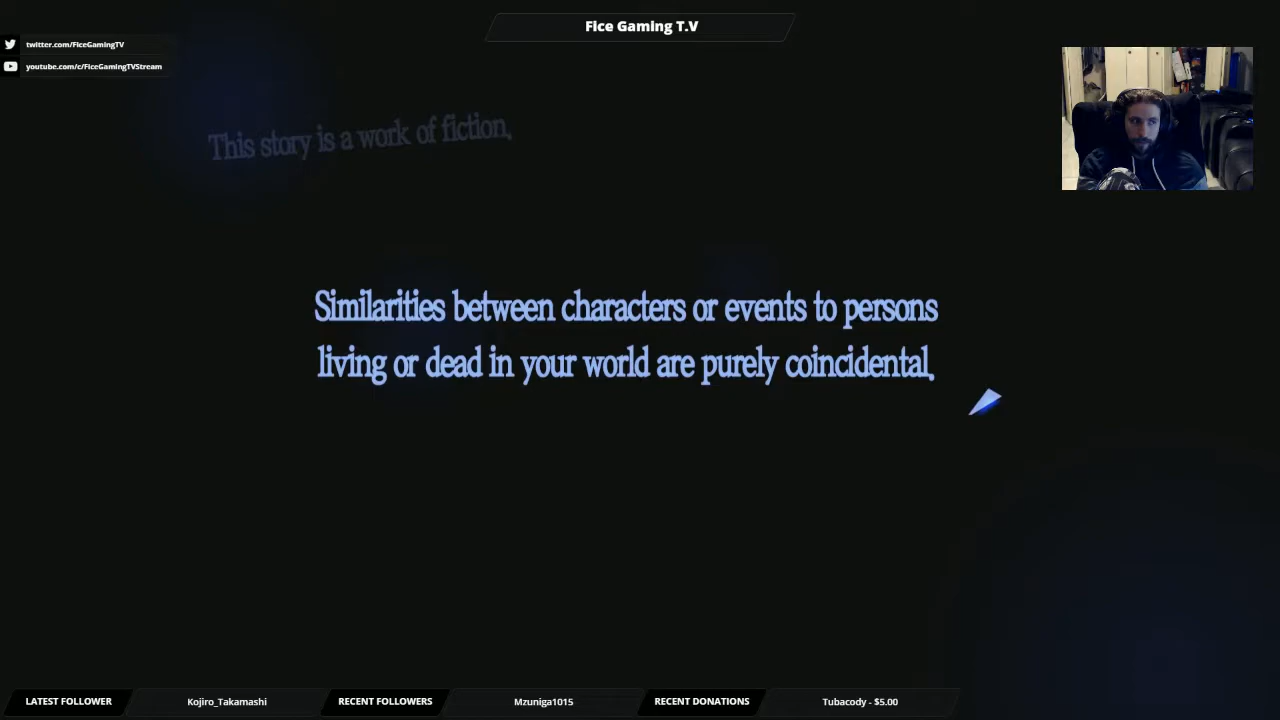 Fice Gaming T.V
twitter.com/FiceGamingTV
youtube.com/c/FiceGamingTVStream
This story is a work of fiction.
Similarities between characters or events to persons
living or dead in your world are purely coincidental.
LATEST FOLLOWER Kojiro_Takamashi RECENT FOLLOWERS Mzuniga1015 RECENT DONATIONS Tubacody - $5.00